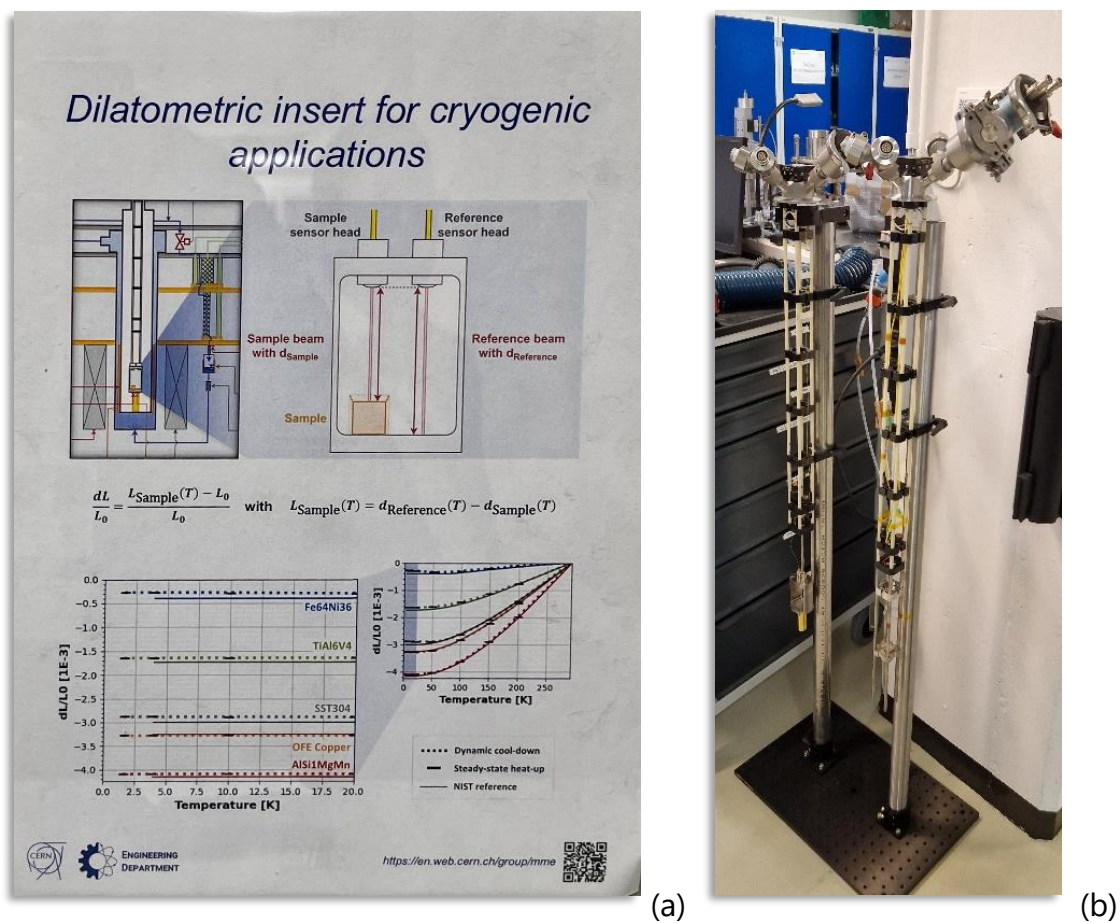 Dilatometric insert for cryogenic
applications
Sample
sensor head
Reference
sensor head
Sample beam
with dSample
Reference beam
with dReference
Sample
dL/L0 = (LSample(T) − L0)/L0 with LSample(T) = dReference(T) − dSample(T)
dL/L0 [1E-3]
0.0
−0.5
−1.0
−1.5
−2.0
−2.5
−3.0
−3.5
−4.0
Fe64Ni36
TiAl6V4
SST304
OFE Copper
AlSi1MgMn
0.0 2.5 5.0 7.5 10.0 12.5 15.0 17.5 20.0
Temperature [K]
dL/L0 [1E-3]
0
−1
−2
−3
−4
0 50 100 150 200 250
Temperature [K]
Dynamic cool-down
Steady-state heat-up
NIST reference
CERN
ENGINEERING
DEPARTMENT
https://en.web.cern.ch/group/mme
(a)
(b)